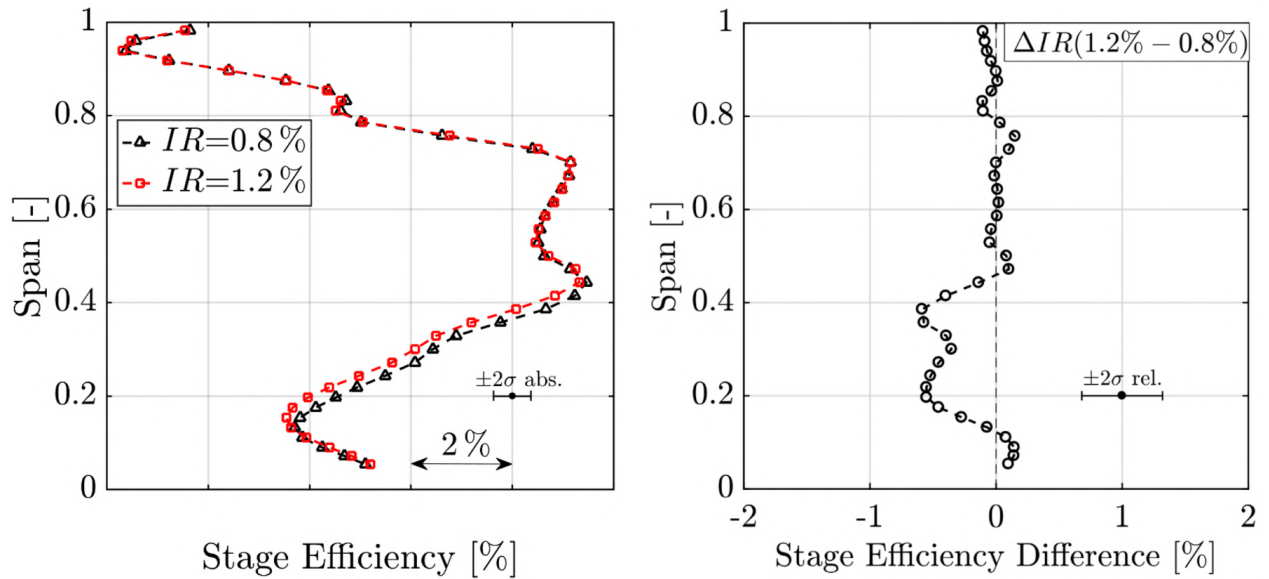 1
0.8
0.6
0.4
0.2
0
Span [-]
IR=0.8 %
IR=1.2 %
±2σ abs.
2 %
Stage Efficiency [%]
1
0.8
0.6
0.4
0.2
0
Span [-]
ΔIR(1.2% − 0.8%)
±2σ rel.
-2 -1 0 1 2
Stage Efficiency Difference [%]